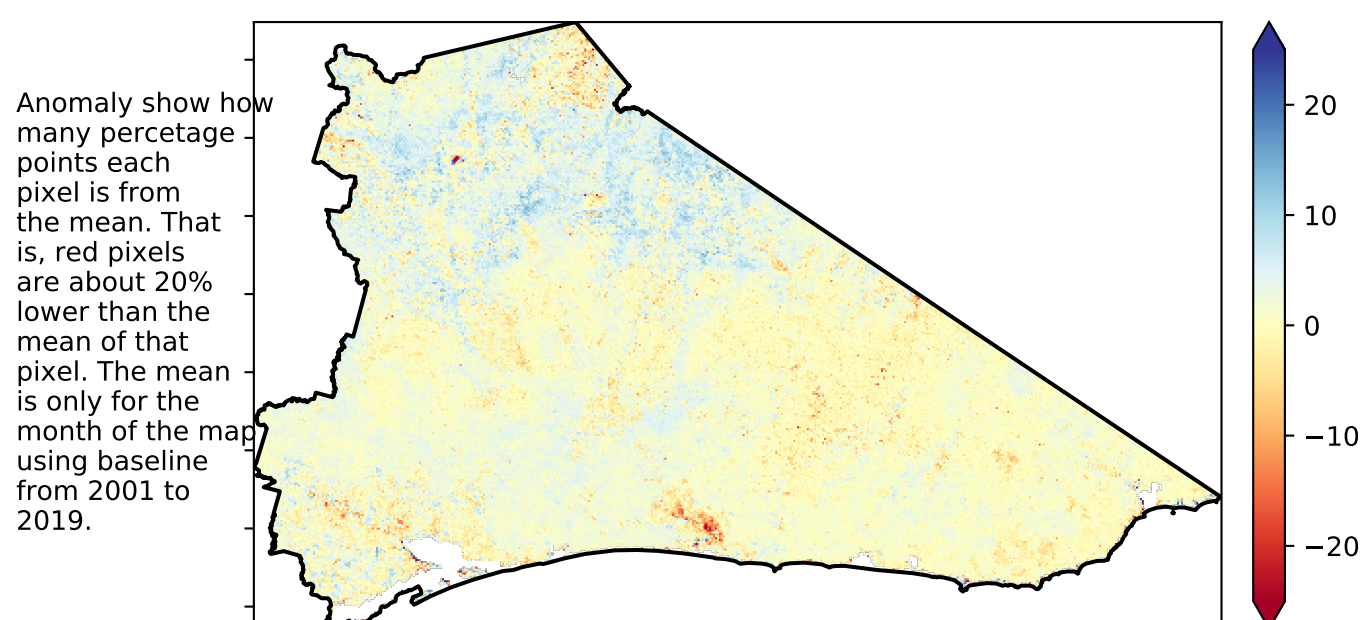 Anomaly show how
many percetage
points each
pixel is from
the mean. That
is, red pixels
are about 20%
lower than the
mean of that
pixel. The mean
is only for the
month of the map
using baseline
from 2001 to
2019.
20
10
0
−10
−20